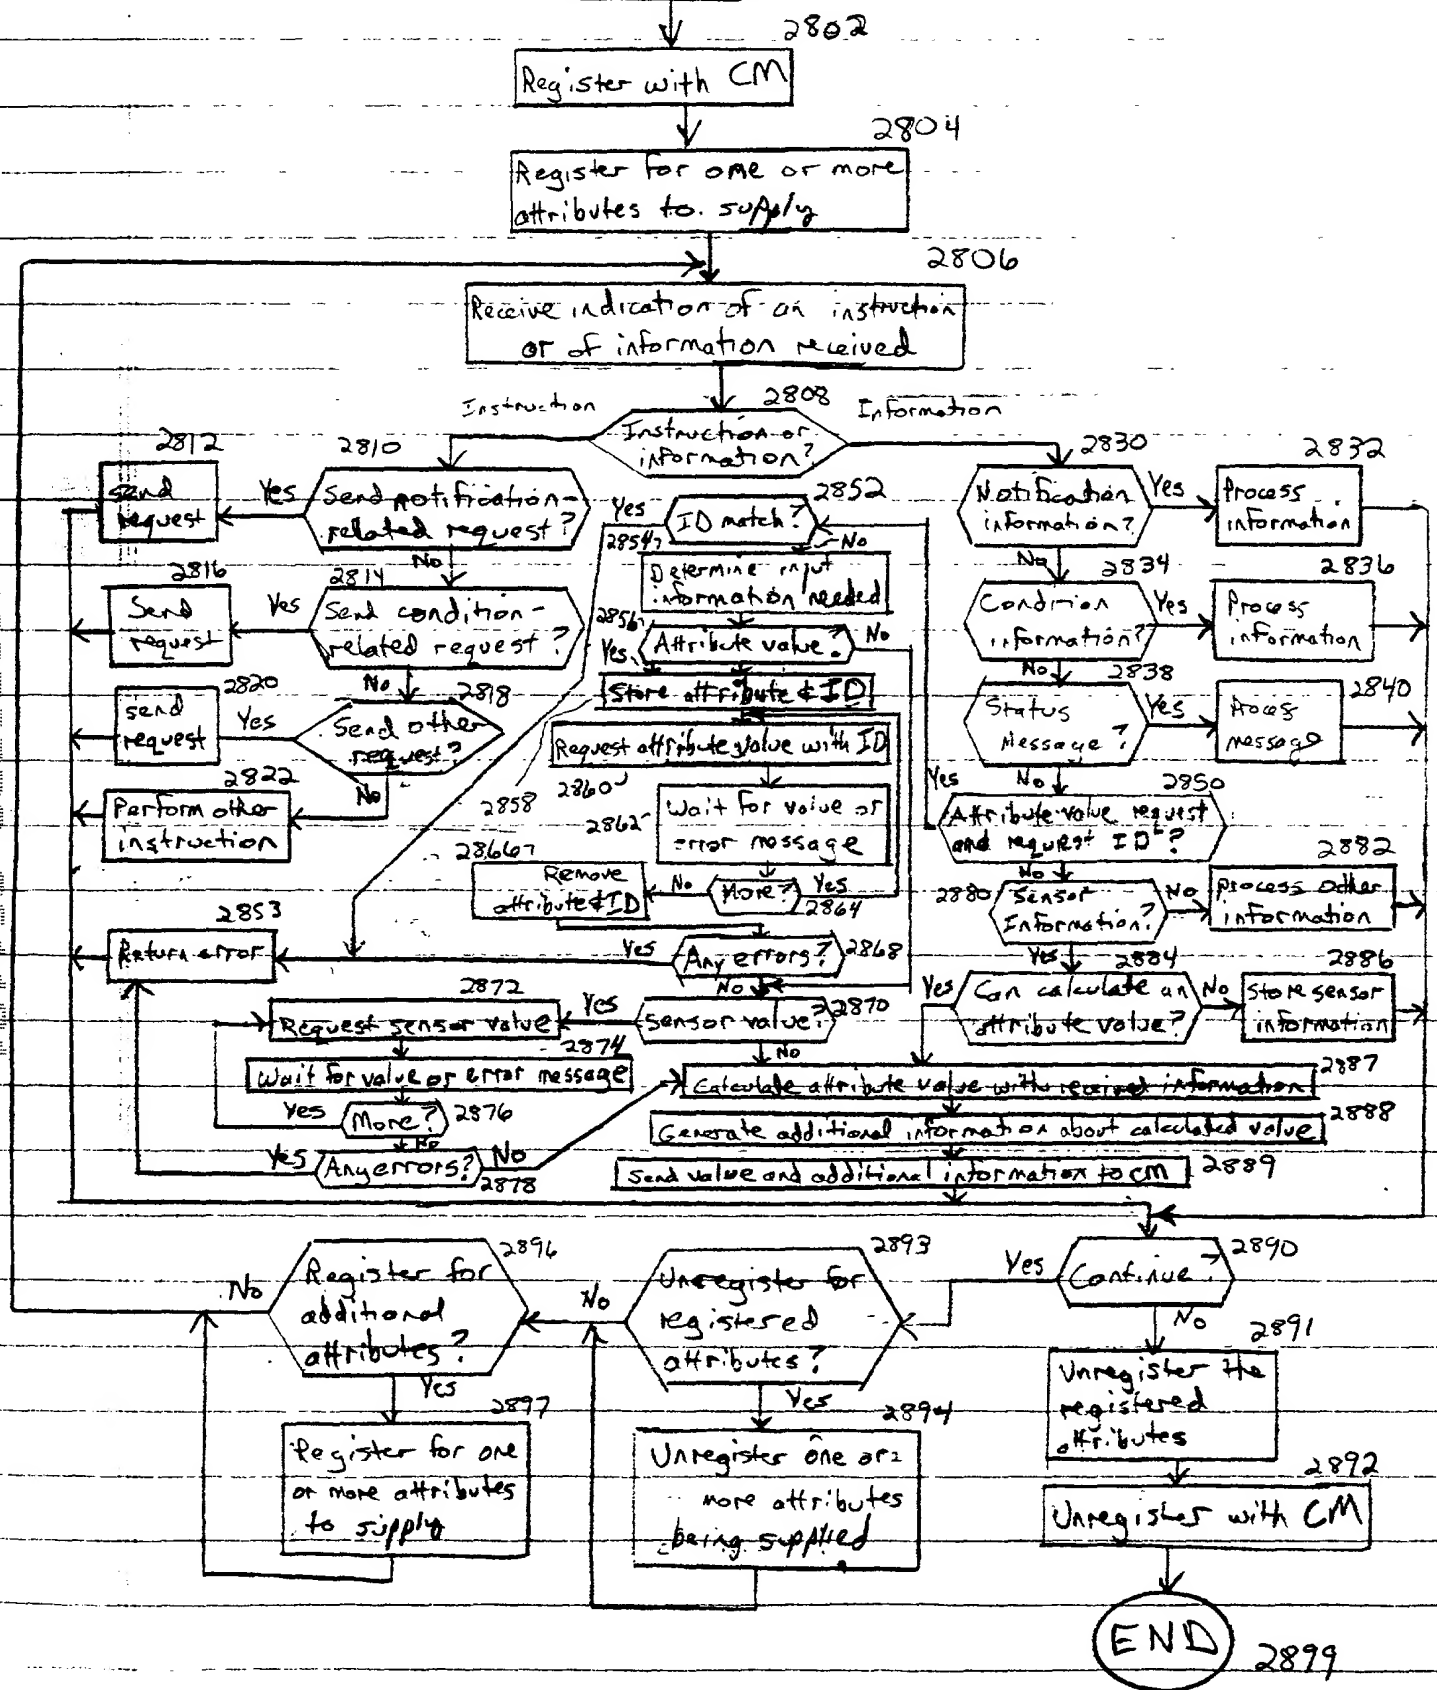 2802
Register with CM
2804
Register for one or more
attributes to supply
2806
Receive indication of an instruction
or of information received
2808
Instruction
Information
Instruction or
information?
2812
send
request
2810
Yes
Send notification-
related request?
No
2816
Send
request
2814
Yes
Send condition-
related request?
No
2820
send
request
2818
Yes
Send other
request?
No
2822
Perform other
instruction
2852
Yes
ID match?
No
2854
Determine input
information needed
2856
Attribute value?
No
Yes
Store attribute & ID
2858
Request attribute value with ID
2860
Wait for value or
error message
2862
More?
Yes
No
2864
2866
Remove
attribute & ID
2853
Return error
Yes
Any errors?
2868
No
2872
Request sensor value
Yes
Sensor value?
2870
No
2874
Wait for value or error message
Yes
More?
2876
No
Yes
Any errors?
No
2878
2830
Notification
information?
Yes
No
2832
Process
information
2834
Condition
information?
Yes
No
2836
Process
information
2838
Status
Message?
Yes
No
2840
Process
message
2850
Yes
Attribute value request
and request ID?
No
2880
Sensor
Information?
No
Yes
2882
Process other
information
2884
Yes
Can calculate an
attribute value?
No
2886
Store sensor
information
2887
Calculate attribute value with received information
2888
Generate additional information about calculated value
2889
Send value and additional information to CM
2890
Continue?
Yes
No
2891
Unregister the
registered
attributes
2892
Unregister with CM
END
2899
2893
Unregister for
registered
attributes?
No
Yes
2894
Unregister one or
more attributes
being supplied
2896
Register for
additional
attributes?
No
Yes
2897
Register for one
or more attributes
to supply